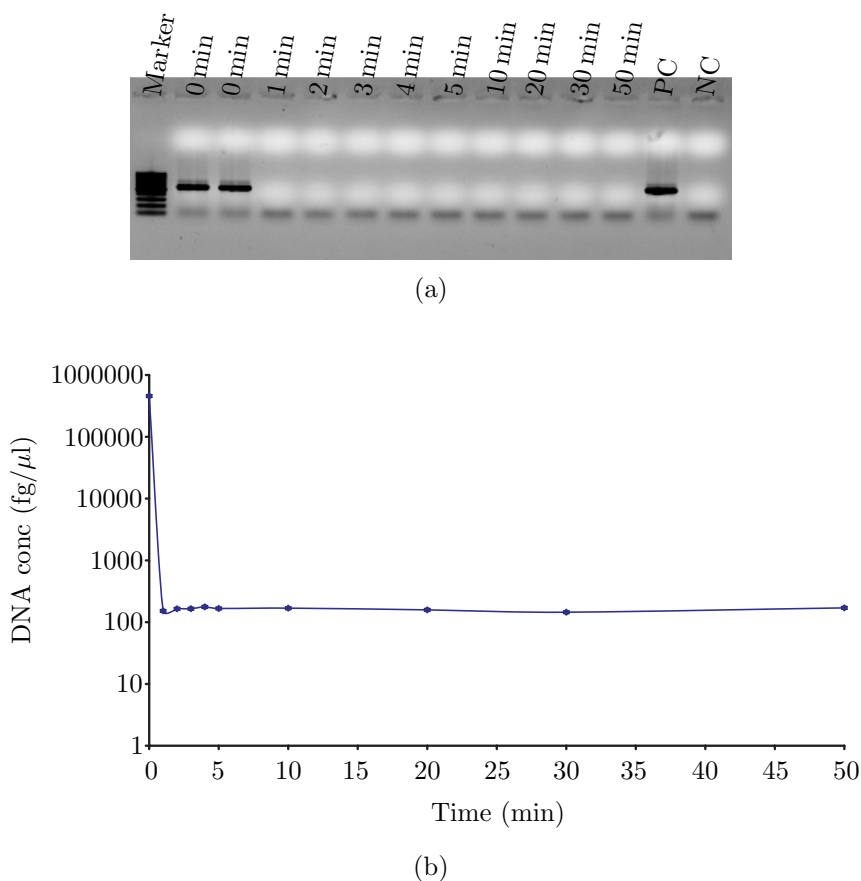 Marker 0 min 0 min 1 min 2 min 3 min 4 min 5 min 10 min 20 min 30 min 50 min PC NC
(a)
1000000
100000
10000
1000
100
10
1
DNA conc (fg/μl)
0 5 10 15 20 25 30 35 40 45 50
Time (min)
(b)